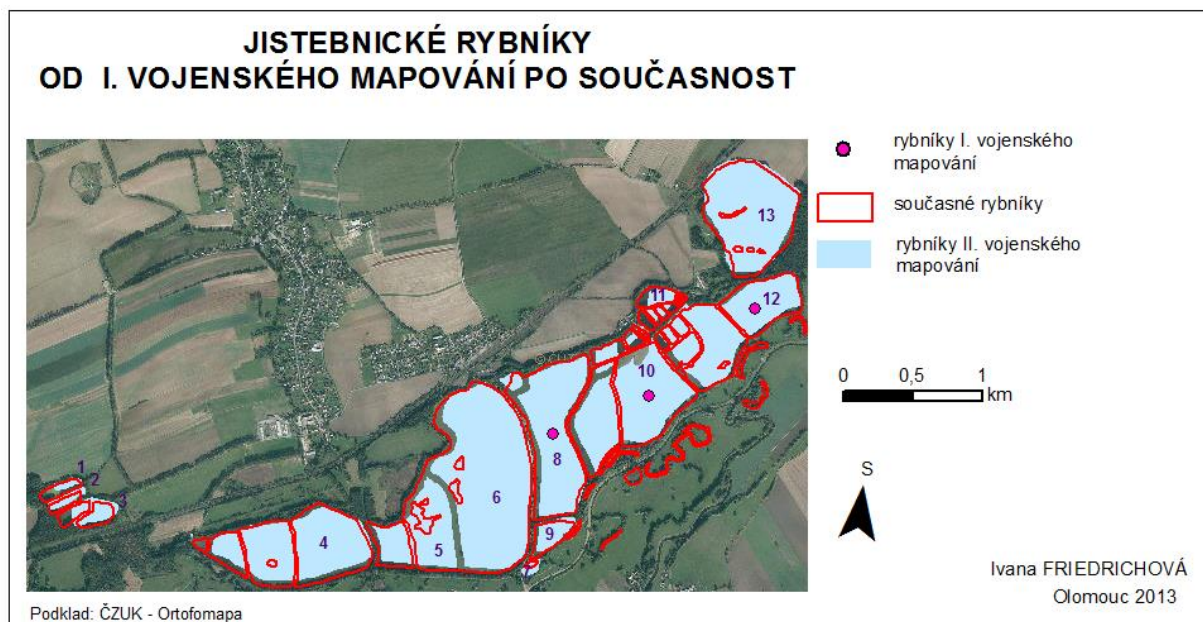 JISTEBNICKÉ RYBNÍKY
OD I. VOJENSKÉHO MAPOVÁNÍ PO SOUČASNOST
rybníky I. vojenského
mapování
současné rybníky
rybníky II. vojenského
mapování
13
12
11
10
0 0,5 1
km
8
6
1
2
3
S
9
4
5
Ivana FRIEDRICHOVÁ
Olomouc 2013
Podklad: ČZUK - Ortofomapa